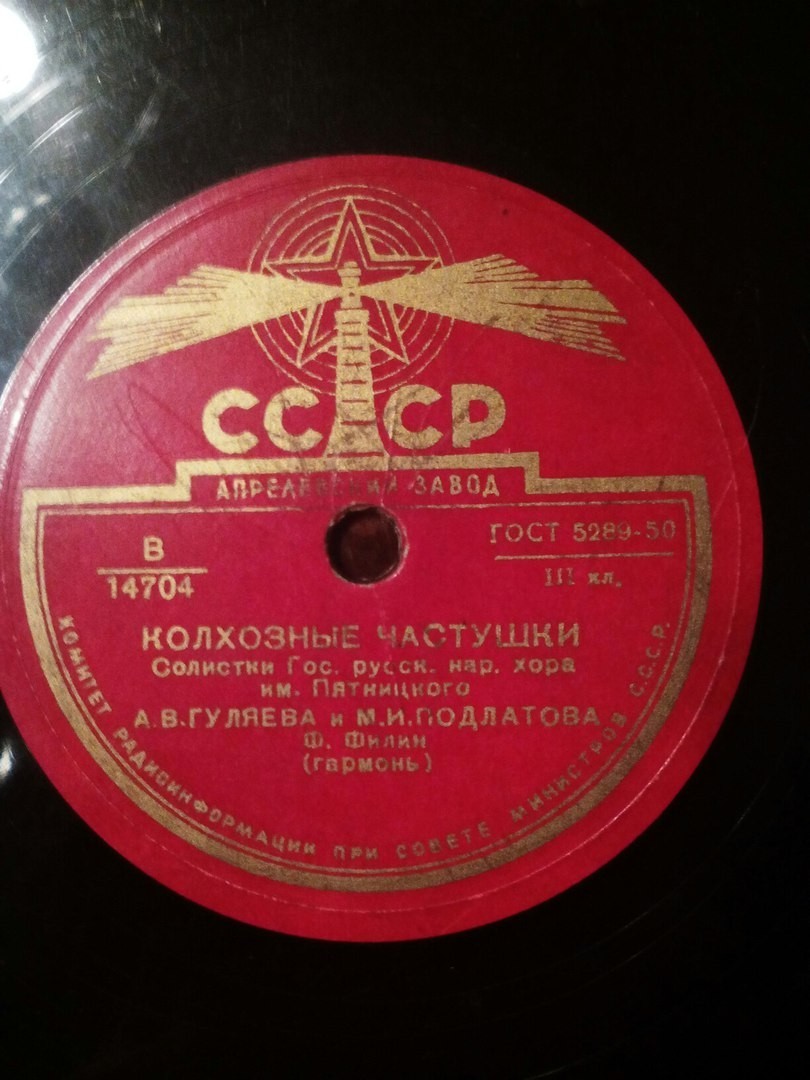 СССР
АПРЕЛЕВСКИЙ ЗАВОД
В
14704
ГОСТ 5289-50
III кл.
КОЛХОЗНЫЕ ЧАСТУШКИ
Солистки Гос. русск. нар. хора
им. Пятницкого
А.В.ГУЛЯЕВА и М.И.ПОДЛАТОВА
Ф. Филин
(гармонь)
КОМИТЕТ РАДИОИНФОРМАЦИИ ПРИ СОВЕТЕ МИНИСТРОВ С.С.С.Р.